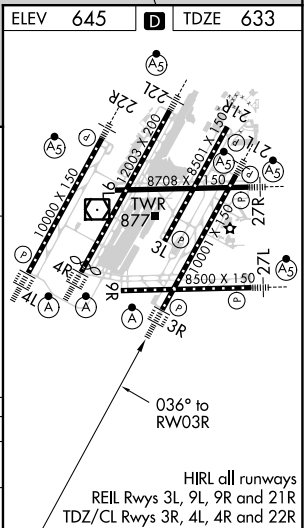 ELEV 645 D TDZE 633
A5
22R
22L
21R
A5
A5
P
P
21L
A5
12003 X 200
8501 X 150
10000 X 150
9L
8708 X 150
P
27R
TWR
877
3L
P
10001 X 150
27L
P
4R
9R
8500 X 150
A5
4L
A
A
A
3R
P
P
036° to
RW03R
HIRL all runways
REIL Rwys 3L, 9L, 9R and 21R
TDZ/CL Rwys 3R, 4L, 4R and 22R